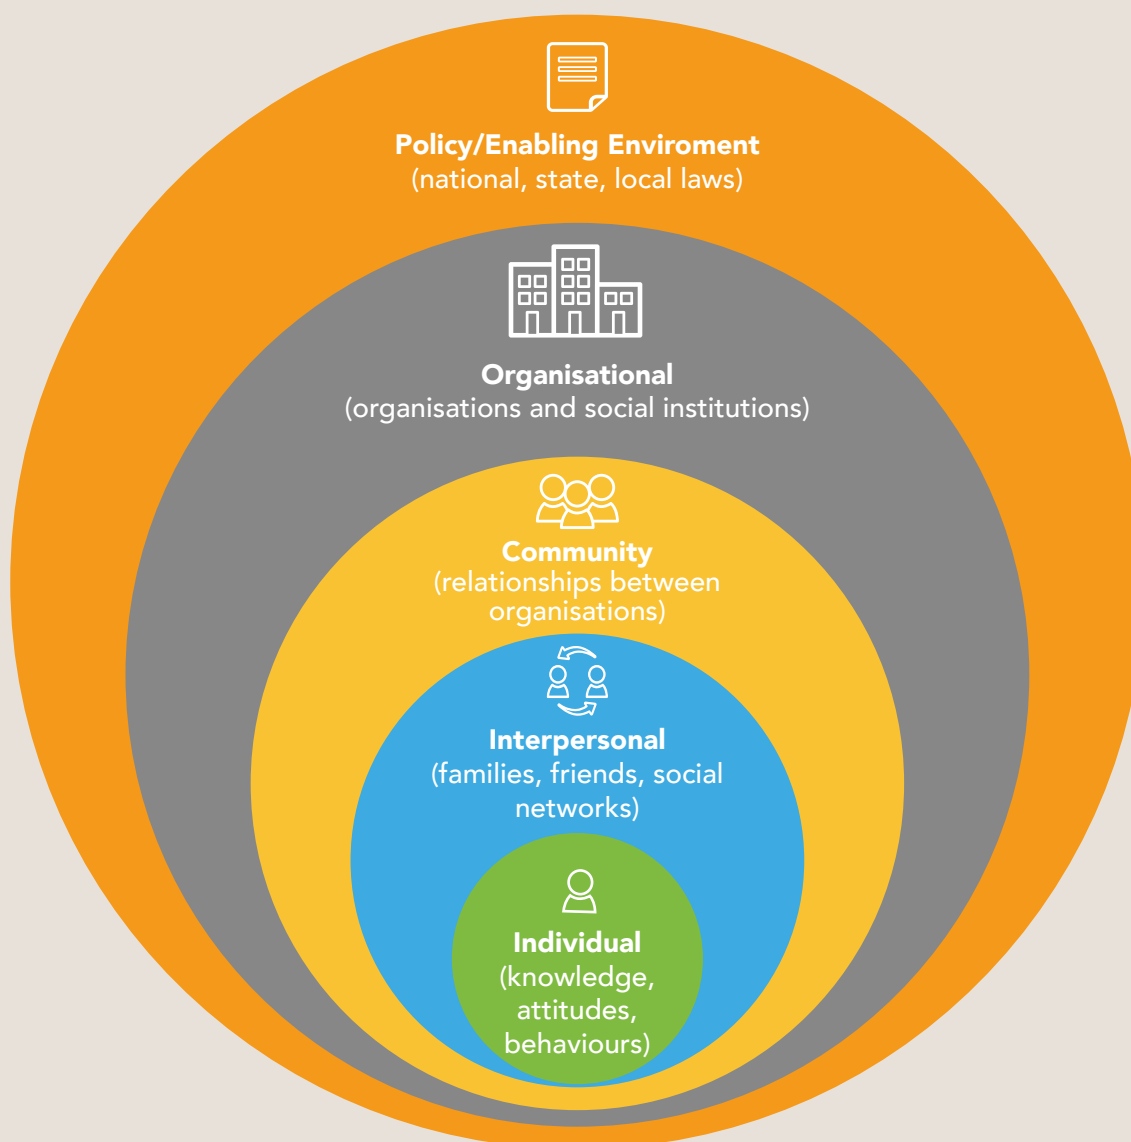 Policy/Enabling Enviroment
(national, state, local laws)
Organisational
(organisations and social institutions)
Community
(relationships between
organisations)
Interpersonal
(families, friends, social
networks)
Individual
(knowledge,
attitudes,
behaviours)